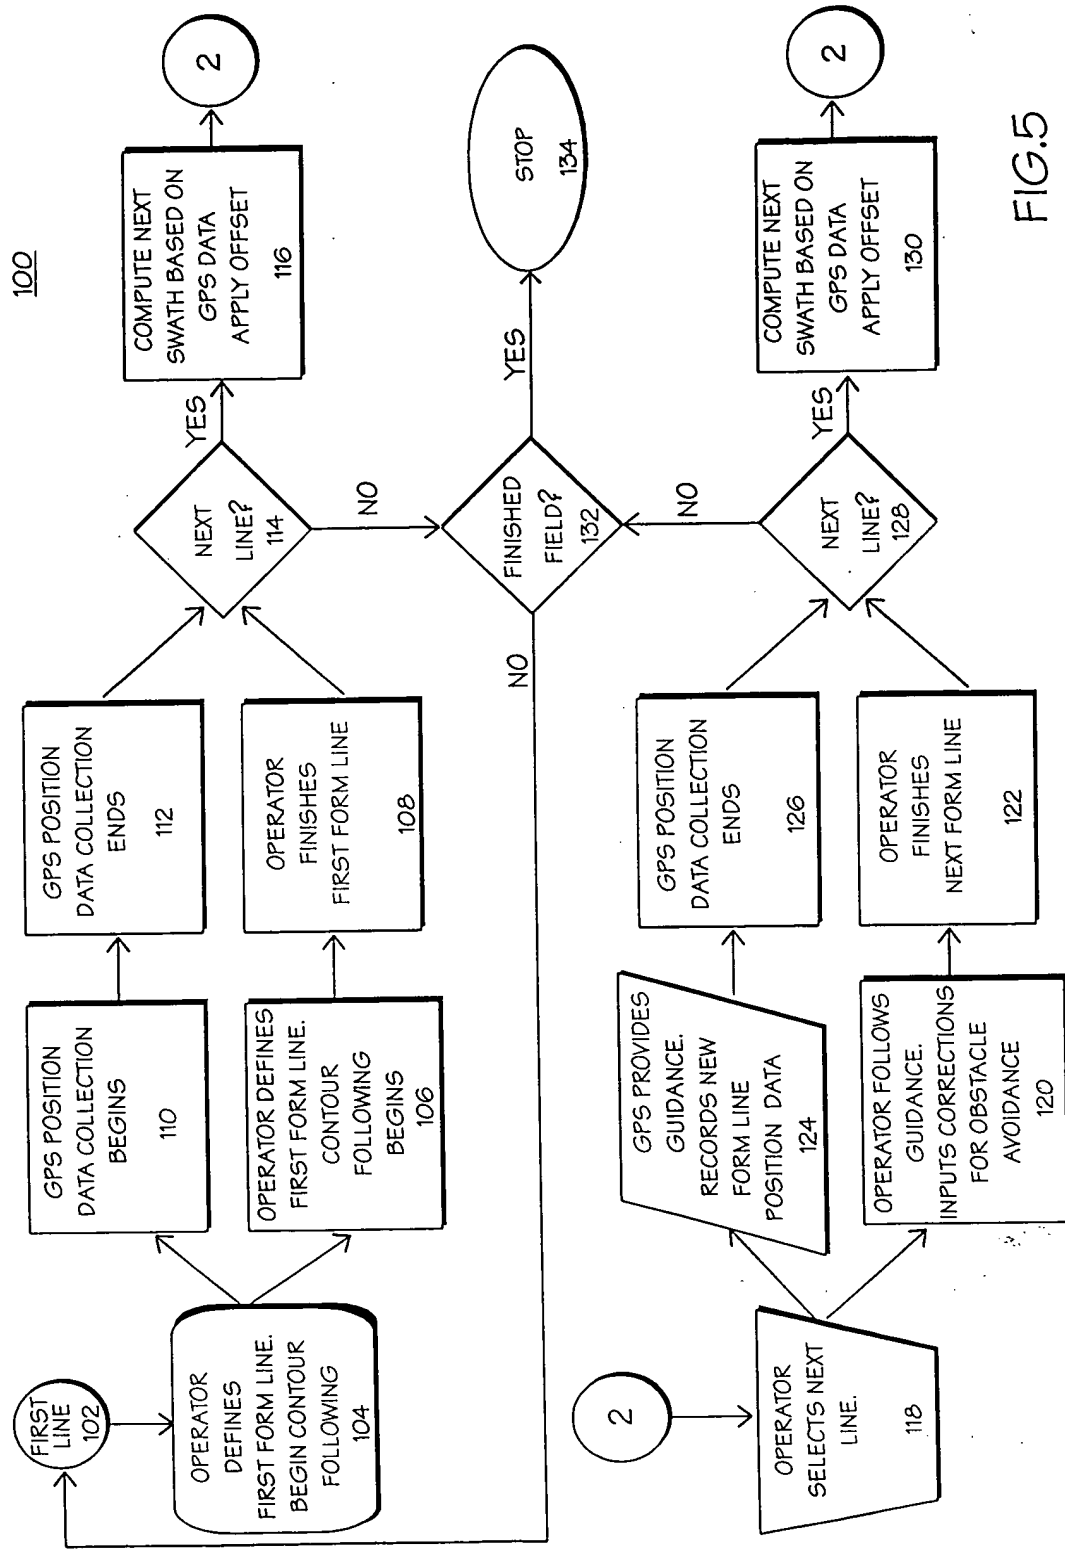 100
FIRST
LINE
102
OPERATOR
DEFINES
FIRST FORM LINE.
BEGIN CONTOUR
FOLLOWING
104
GPS POSITION
DATA COLLECTION
BEGINS
110
OPERATOR DEFINES
FIRST FORM LINE.
CONTOUR
FOLLOWING
BEGINS
106
GPS POSITION
DATA COLLECTION
ENDS
112
OPERATOR
FINISHES
FIRST FORM LINE
108
NEXT
LINE?
114
YES
NO
COMPUTE NEXT
SWATH BASED ON
GPS DATA
APPLY OFFSET
116
2
FINISHED
FIELD?
132
NO
YES
STOP
134
2
OPERATOR
SELECTS NEXT
LINE.
118
GPS PROVIDES
GUIDANCE.
RECORDS NEW
FORM LINE
POSITION DATA
124
OPERATOR FOLLOWS
GUIDANCE.
INPUTS CORRECTIONS
FOR OBSTACLE
AVOIDANCE
120
GPS POSITION
DATA COLLECTION
ENDS
126
OPERATOR
FINISHES
NEXT FORM LINE
122
NEXT
LINE?
128
NO
YES
COMPUTE NEXT
SWATH BASED ON
GPS DATA
APPLY OFFSET
130
2
FIG.5